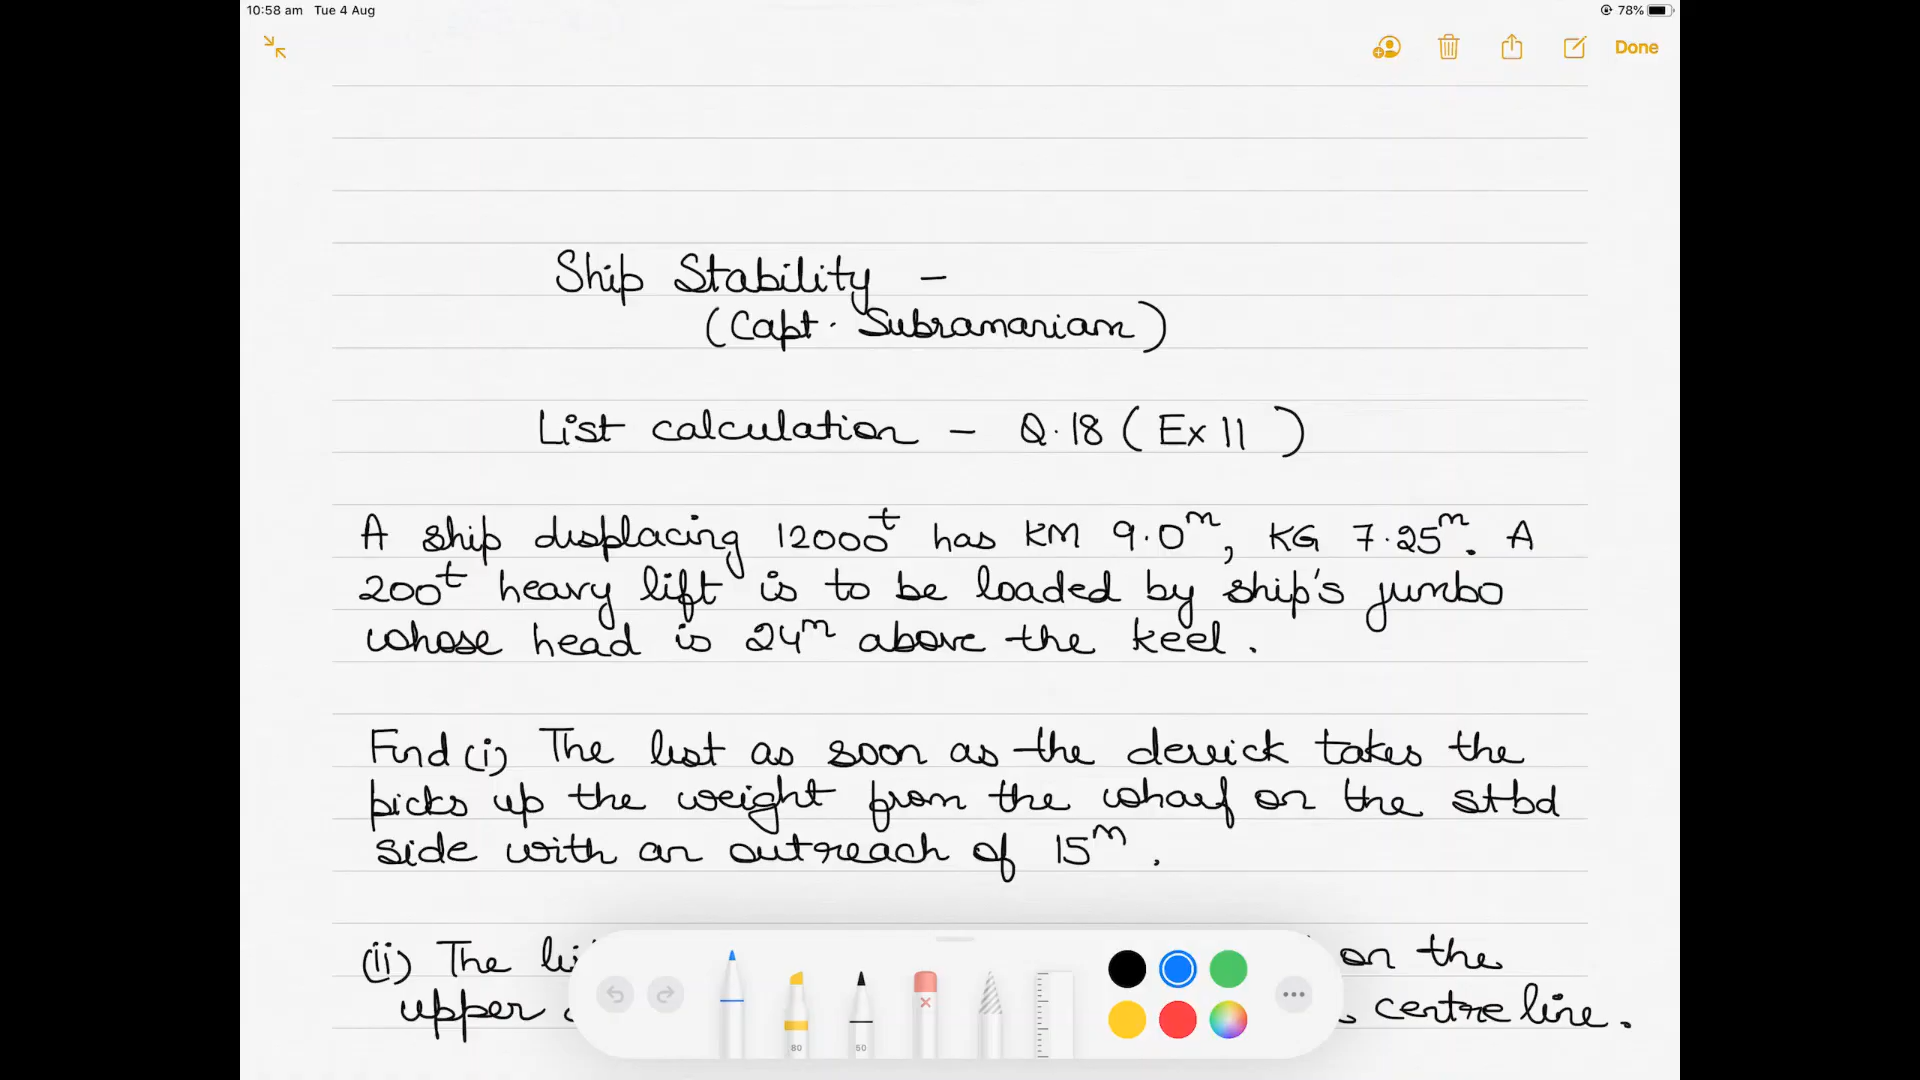 10:58 am Tue 4 Aug
78%
Done
Ship Stability -
(Capt. Subramaniam)
List calculation - Q.18 (Ex 11)
A ship displacing 12000t has KM 9.0m, KG 7.25m. A
200t heavy lift is to be loaded by ship's jumbo
whose head is 24m above the keel.
Find (i) The list as soon as the derrick takes the
picks up the weight from the wharf on the stbd
side with an outreach of 15m.
(ii) The on the
upper centre line.
80
50